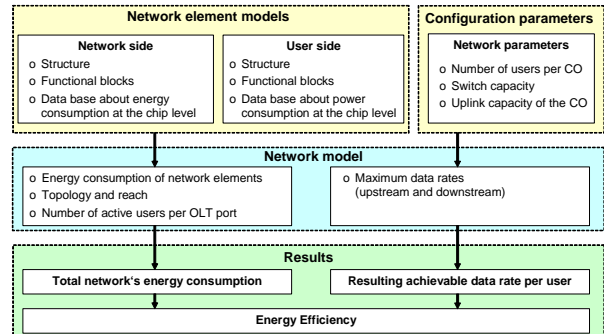 Network element models
Configuration parameters
Network side
o Structure
o Functional blocks
o Data base about energy
consumption at the chip level
User side
o Structure
o Functional blocks
o Data base about power
consumption at the chip level
Network parameters
o Number of users per CO
o Switch capacity
o Uplink capacity of the CO
Network model
o Energy consumption of network elements
o Topology and reach
o Number of active users per OLT port
o Maximum data rates
(upstream and downstream)
Results
Total network's energy consumption
Resulting achievable data rate per user
Energy Efficiency